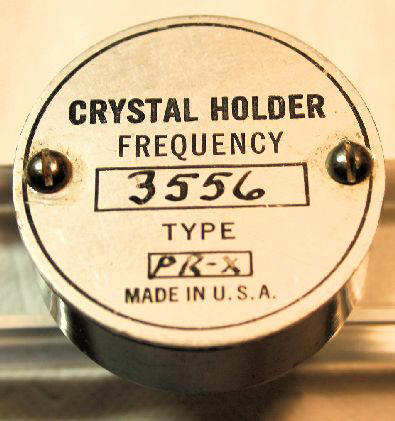 CRYSTAL HOLDER
FREQUENCY
3556
TYPE
PR-X
MADE IN U.S.A.